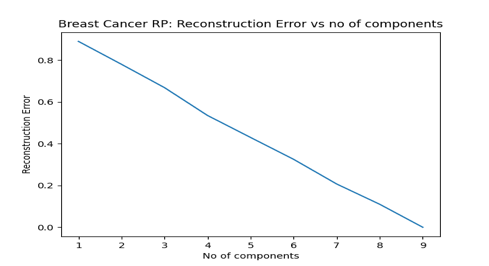 Breast Cancer RP: Reconstruction Error vs no of components
Reconstruction Error
0.8
0.6
0.4
0.2
0.0
1 2 3 4 5 6 7 8 9
No of components